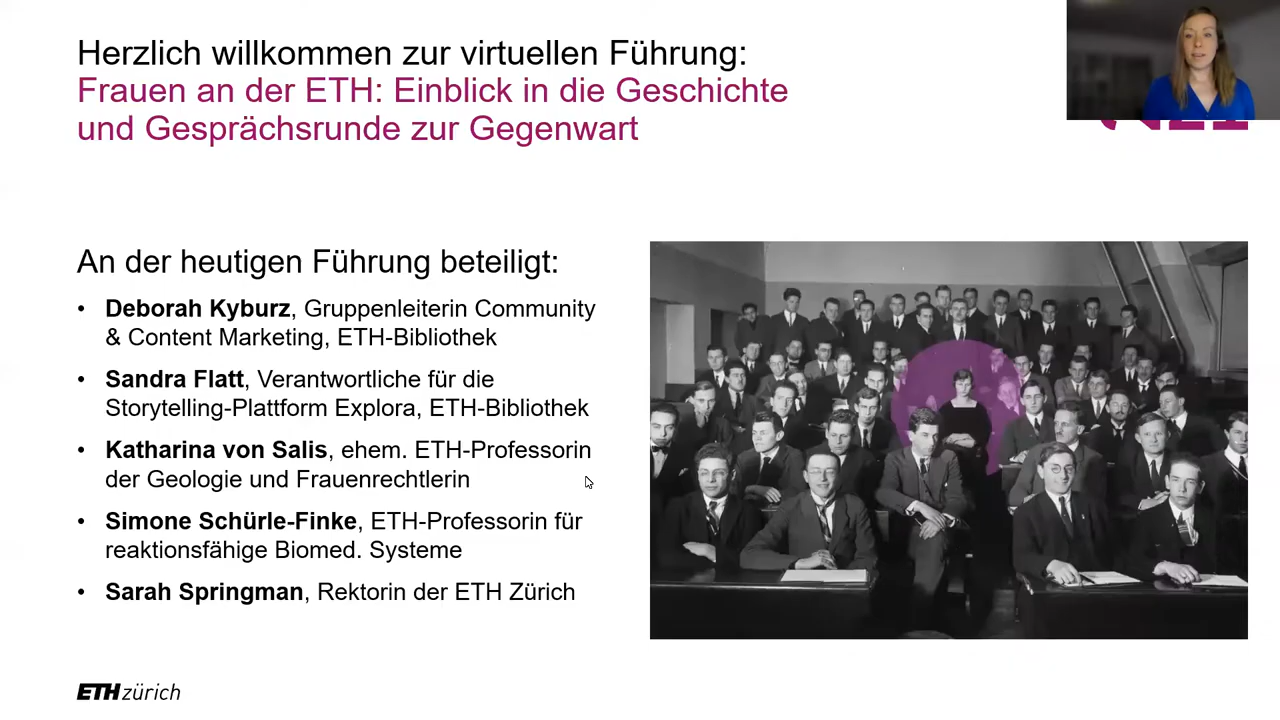 Herzlich willkommen zur virtuellen Führung:
Frauen an der ETH: Einblick in die Geschichte
und Gesprächsrunde zur Gegenwart
An der heutigen Führung beteiligt:
• Deborah Kyburz, Gruppenleiterin Community
& Content Marketing, ETH-Bibliothek
• Sandra Flatt, Verantwortliche für die
Storytelling-Plattform Explora, ETH-Bibliothek
• Katharina von Salis, ehem. ETH-Professorin
der Geologie und Frauenrechtlerin
• Simone Schürle-Finke, ETH-Professorin für
reaktionsfähige Biomed. Systeme
• Sarah Springman, Rektorin der ETH Zürich
ETH zürich